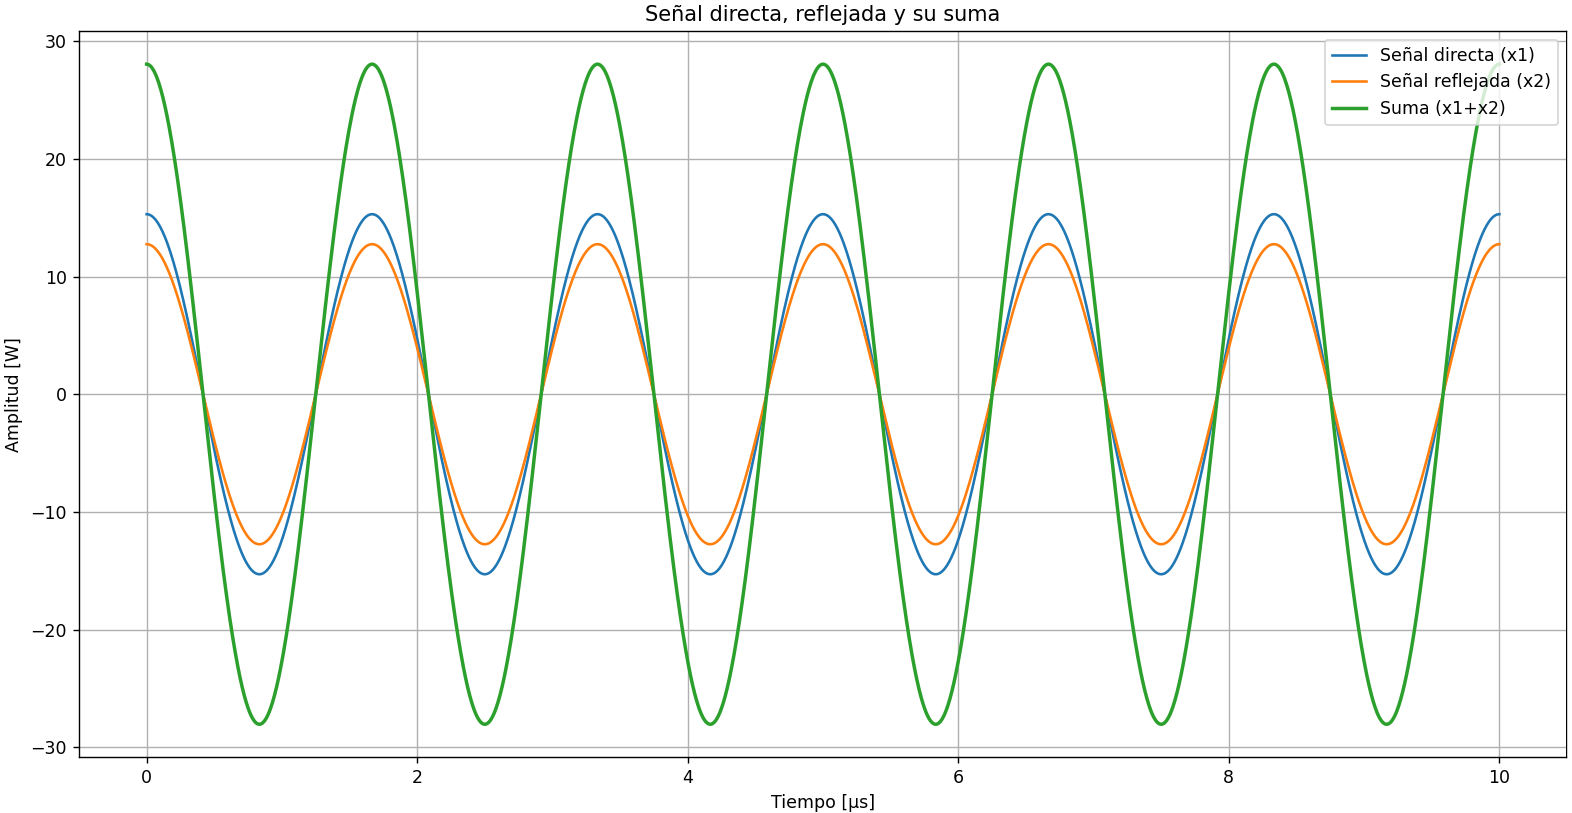 Señal directa, reflejada y su suma
Señal directa (x1)
Señal reflejada (x2)
Suma (x1+x2)
Amplitud [W]
30
20
10
0
−10
−20
−30
0 2 4 6 8 10
Tiempo [μs]